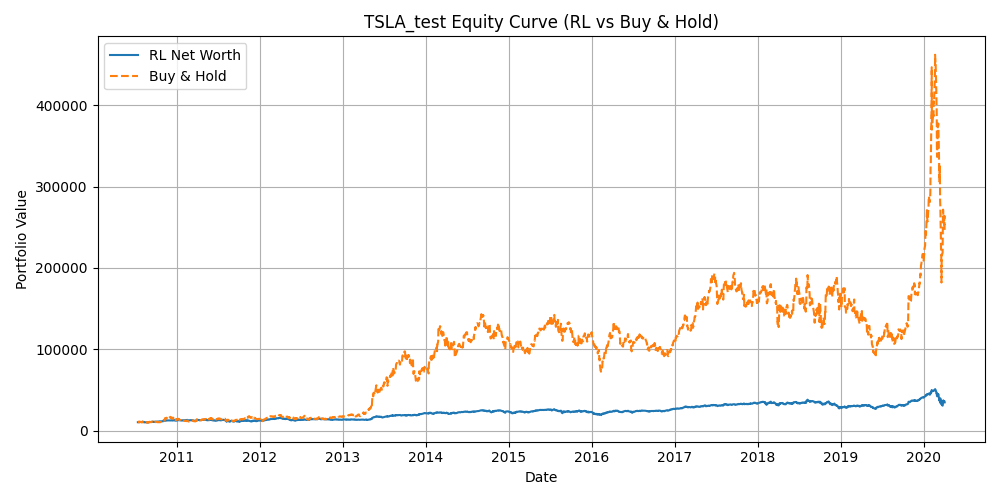 TSLA_test Equity Curve (RL vs Buy & Hold)
RL Net Worth
Buy & Hold
400000
300000
200000
100000
0
Portfolio Value
2011 2012 2013 2014 2015 2016 2017 2018 2019 2020
Date